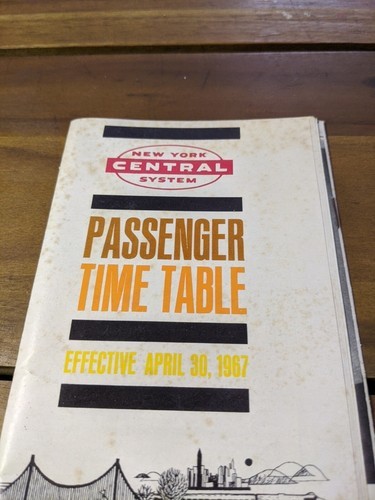 NEW YORK
CENTRAL
SYSTEM
PASSENGER
TIME TABLE
EFFECTIVE APRIL 30, 1967